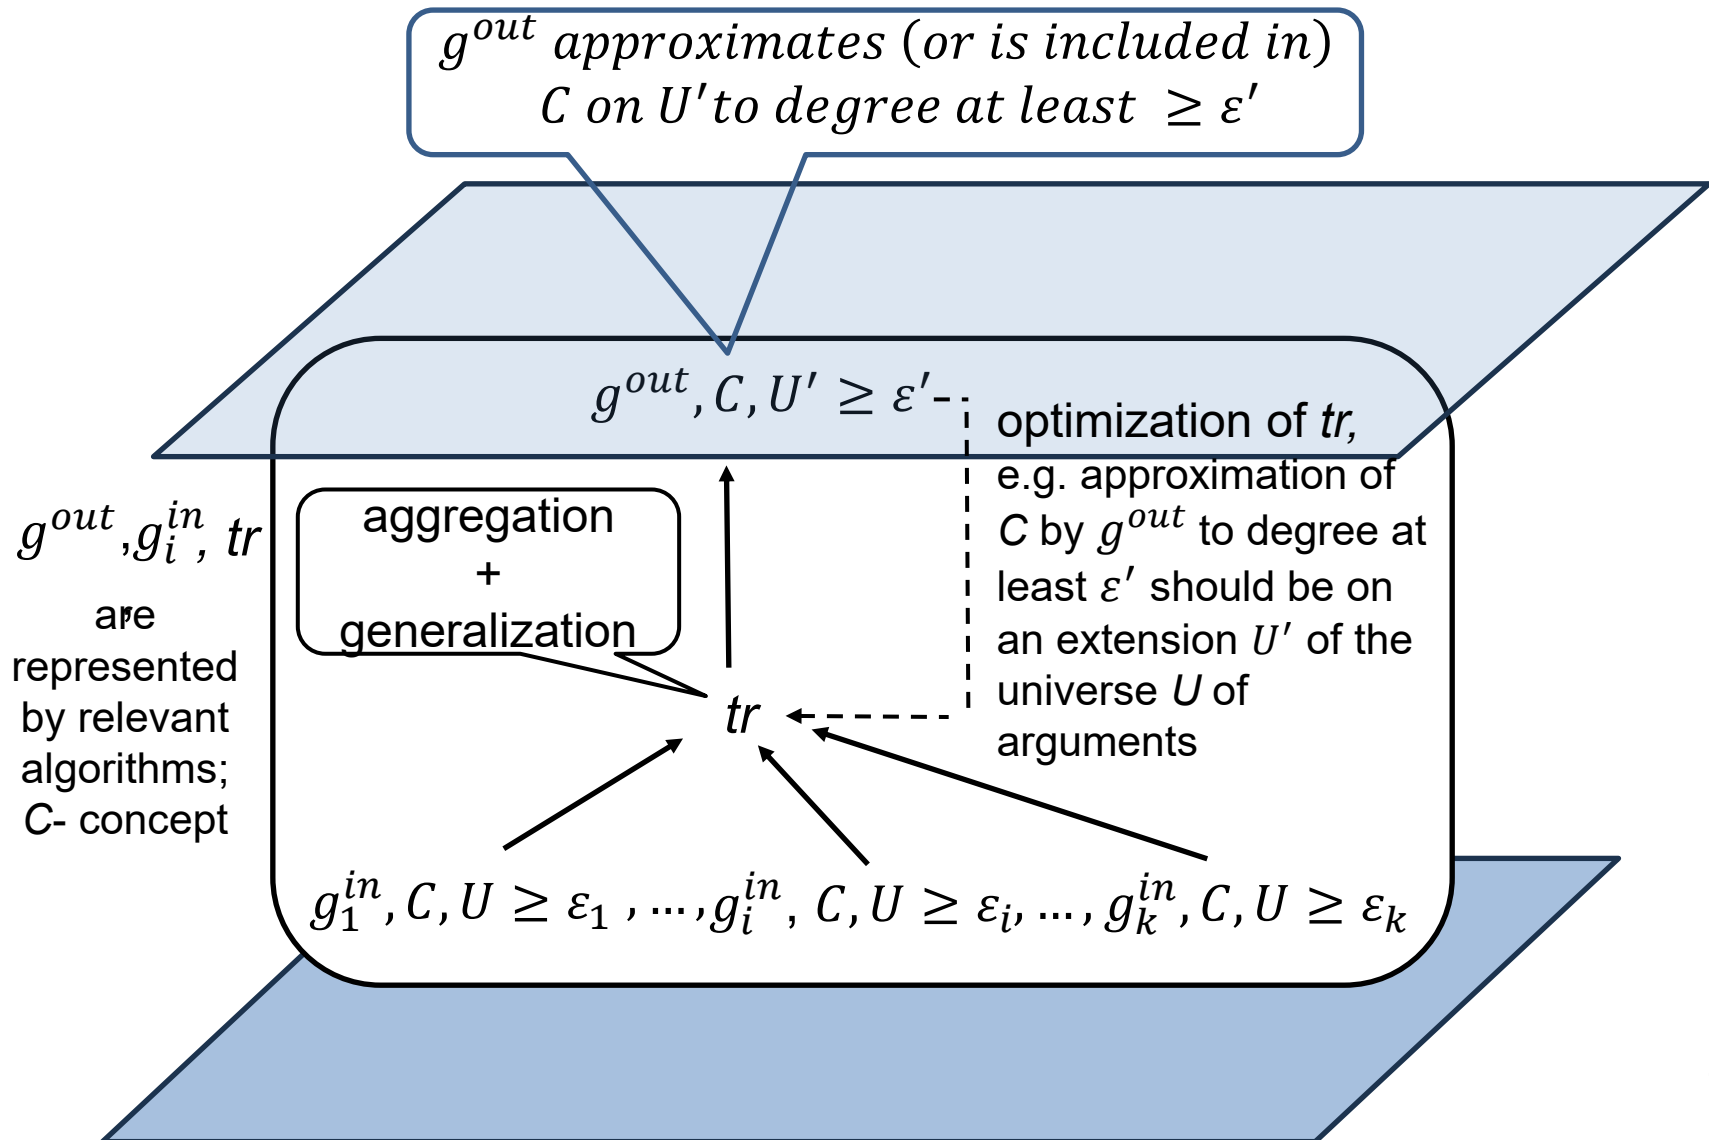 g^{out} approximates (or is included in)
C on U′ to degree at least ≥ ε′
g^{out}, C, U′ ≥ ε′
optimization of tr,
e.g. approximation of
C by g^{out} to degree at
least ε′ should be on
an extension U′ of the
universe U of
arguments
aggregation
+
generalization
g^{out}, g_i^{in}, tr
,
are
represented
by relevant
algorithms;
C- concept
tr
g_1^{in}, C, U ≥ ε_1 , …, g_i^{in}, C, U ≥ ε_i, …, g_k^{in}, C, U ≥ ε_k